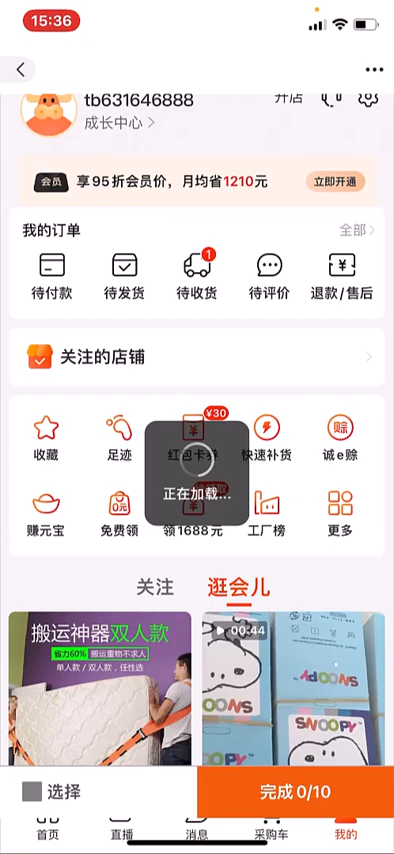 15:36
tb631646888
开店
成长中心
会员 享95折会员价，月均省1210元 立即开通
我的订单 全部
1
待付款 待发货 待收货 待评价 退款/售后
关注的店铺
¥30
收藏 足迹 红包卡券 快速补货 诚e赊
赊
正在加载...
0元
赚元宝 免费领 领1688元 工厂榜 更多
关注 逛会儿
搬运神器双人款
省力60% 搬运重物不求人
单人款/双人款，任性选
00:44
SNOOPY
SNOOPY
选择 完成 0/10
首页 直播 消息 采购车 我的